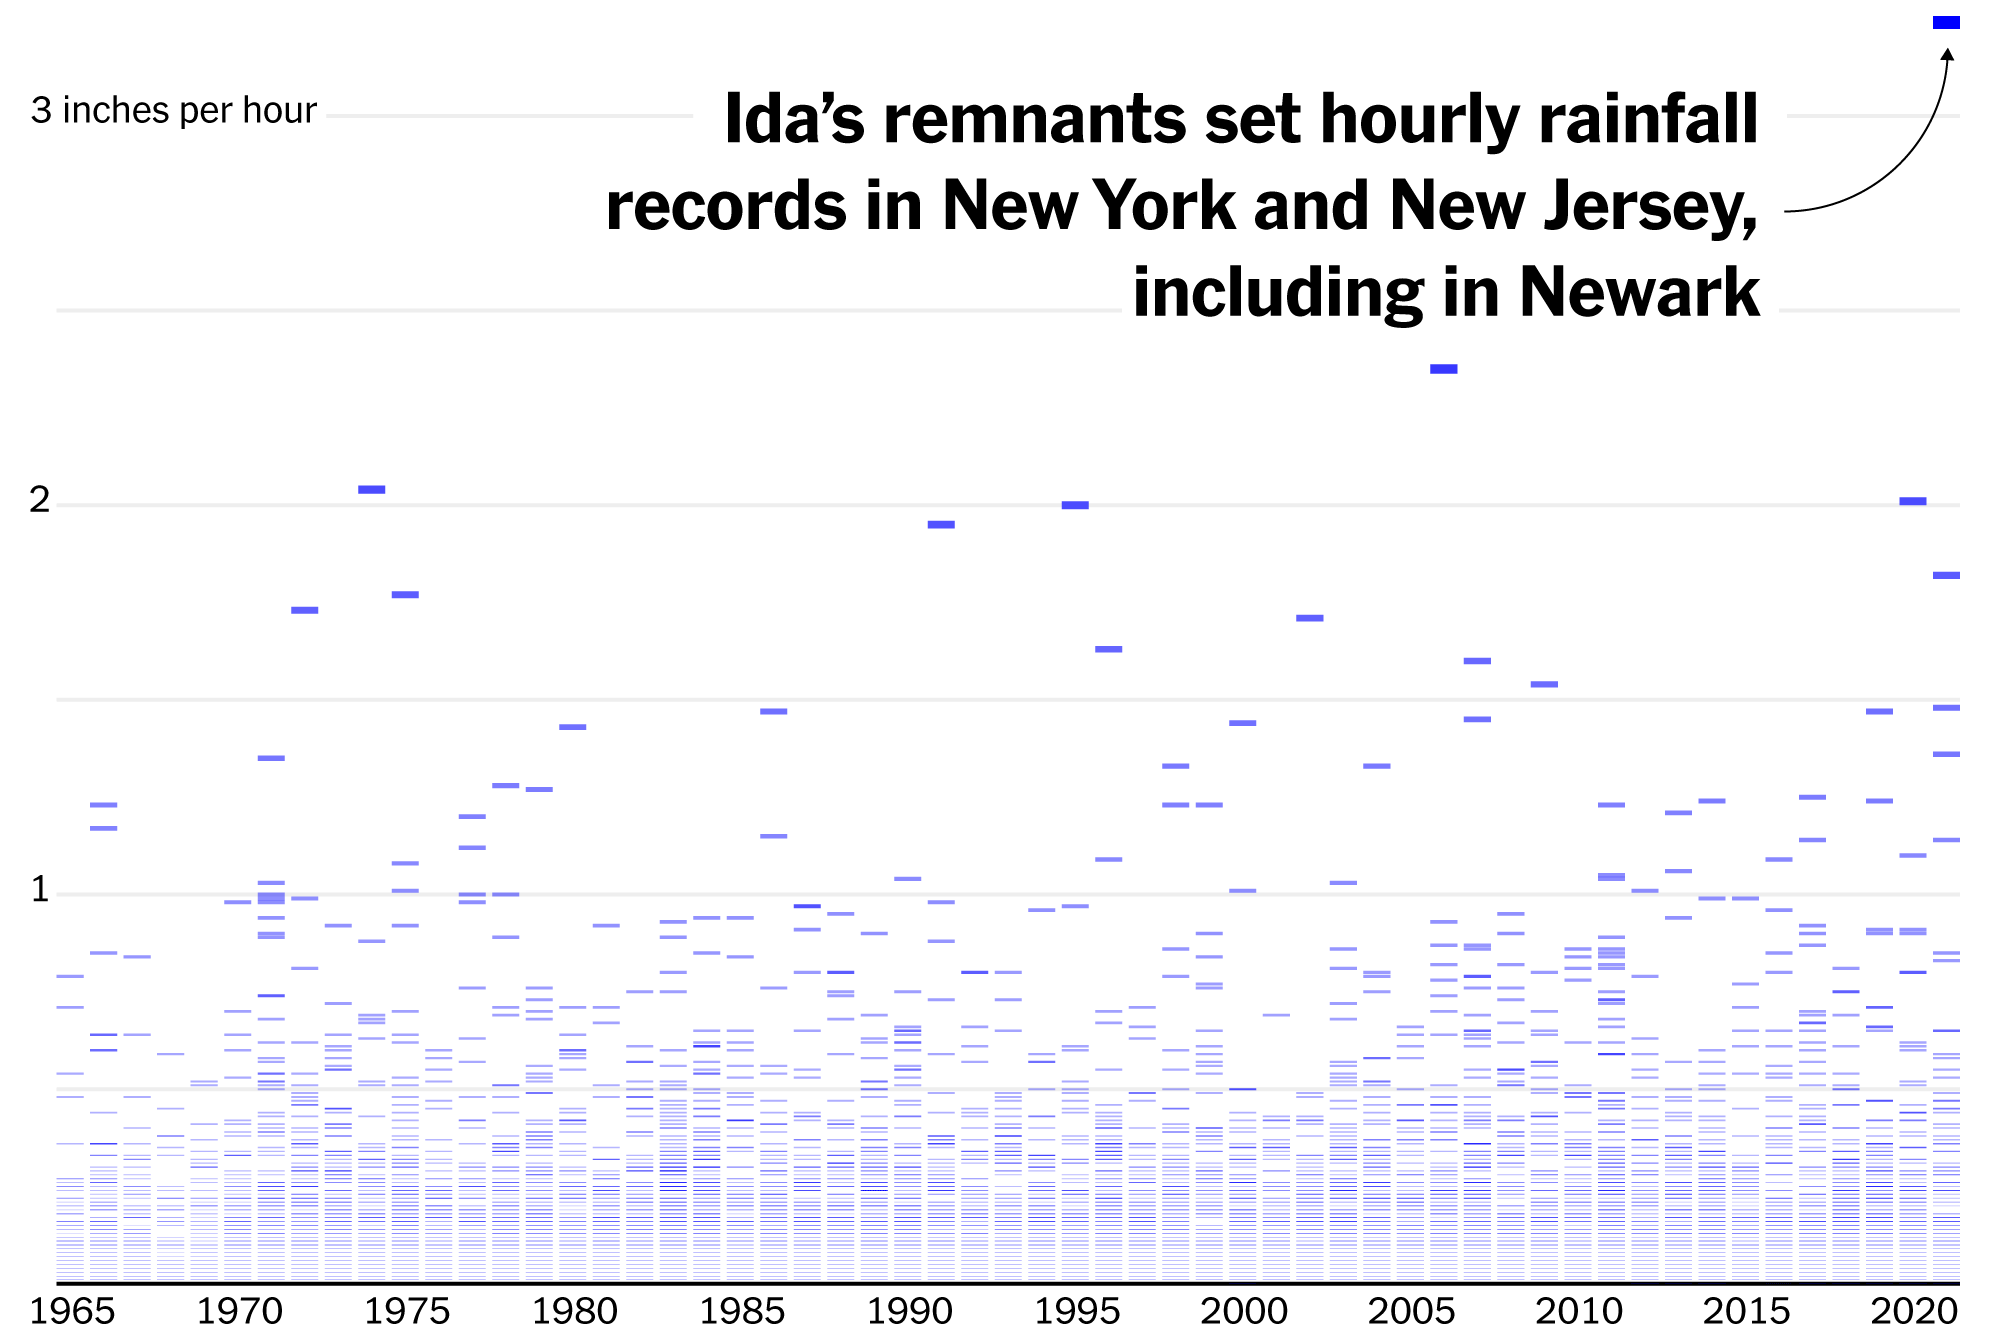 3 inches per hour
Ida’s remnants set hourly rainfall
records in New York and New Jersey,
including in Newark
2
1
1965 1970 1975 1980 1985 1990 1995 2000 2005 2010 2015 2020